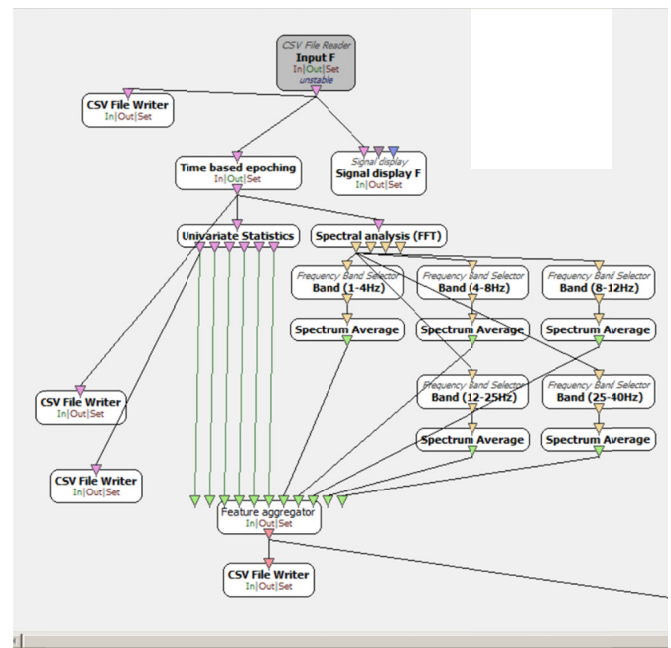 CSV File Reader
Input F
In|Out|Set
unstable
CSV File Writer
In|Out|Set
Time based epoching
In|Out|Set
Signal display
Signal display F
In|Out|Set
Univariate Statistics
Spectral analysis (FFT)
Frequency Band Selector
Band (1-4Hz)
Frequency Band Selector
Band (4-8Hz)
Frequency Band Selector
Band (8-12Hz)
Spectrum Average
Spectrum Average
Spectrum Average
Frequency Band Selector
Band (12-25Hz)
Frequency Band Selector
Band (25-40Hz)
CSV File Writer
In|Out|Set
Spectrum Average
Spectrum Average
CSV File Writer
In|Out|Set
Feature aggregator
In|Out|Set
CSV File Writer
In|Out|Set